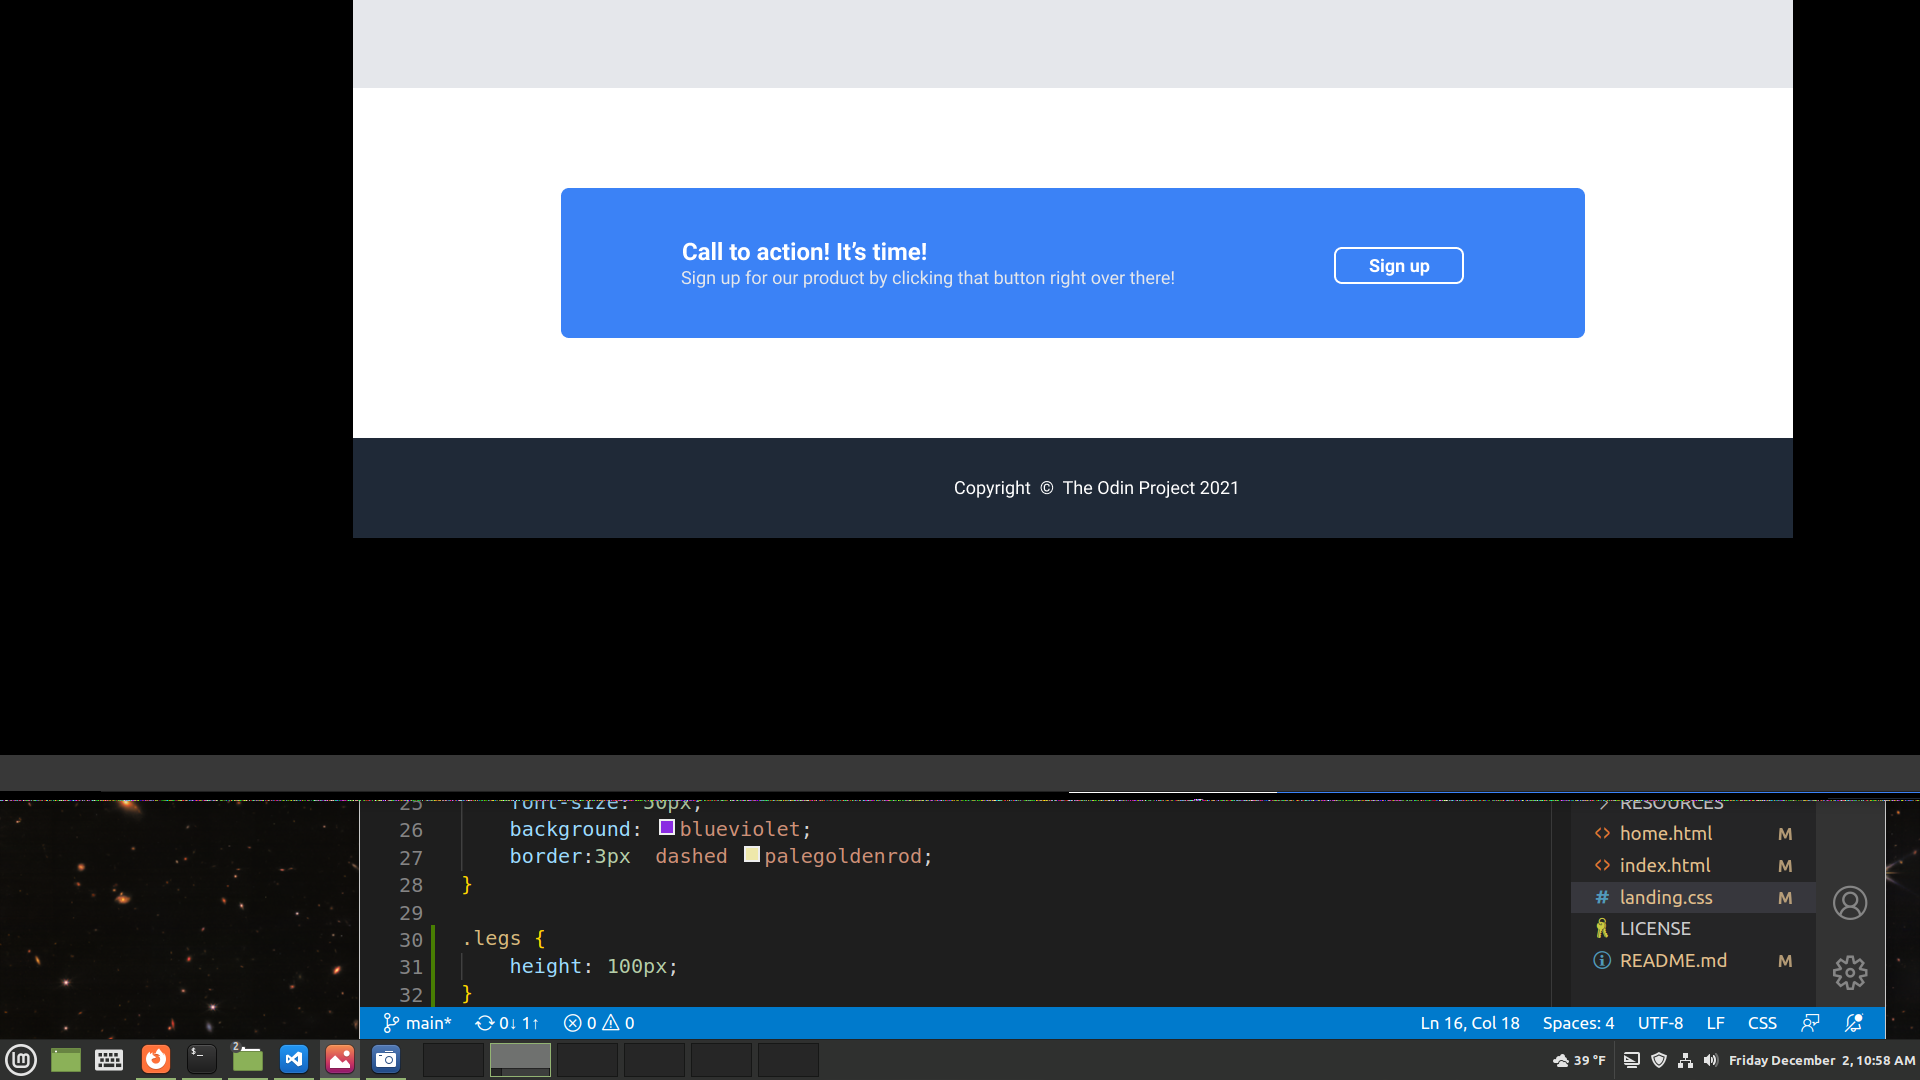 Call to action! It’s time!
Sign up for our product by clicking that button right over there!
Sign up
Copyright © The Odin Project 2021
25 font-size: 50px;
26 background: blueviolet;
27 border:3px  dashed palegoldenrod;
28 }
29
30 .legs {
31 height: 100px;
32 }
RESOURCES
home.html M
index.html M
landing.css M
LICENSE
README.md M
main* 0↓ 1↑ 0 0 Ln 16, Col 18 Spaces: 4 UTF-8 LF CSS
$_ 2 39 °F Friday December 2, 10:58 AM